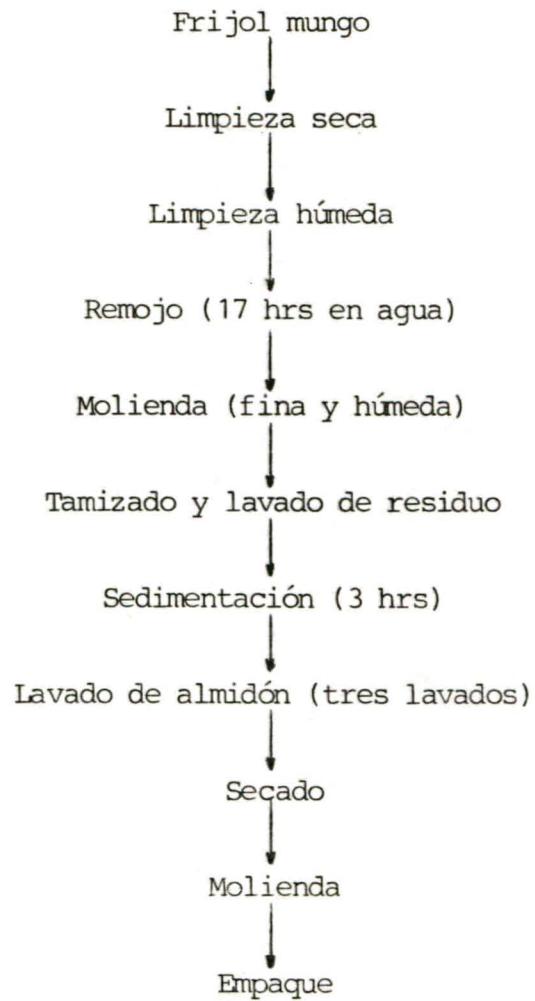 Frijol mungo
Limpieza seca
Limpieza húmeda
Remojo (17 hrs en agua)
Molienda (fina y húmeda)
Tamizado y lavado de residuo
Sedimentación (3 hrs)
Lavado de almidón (tres lavados)
Secado
Molienda
Empaque